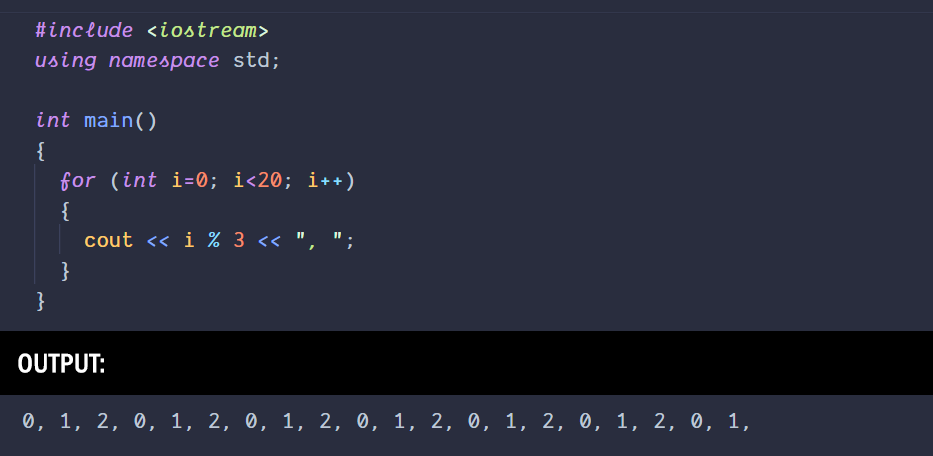 #include <iostream>
using namespace std;
int main()
{
for (int i=0; i<20; i++)
{
cout << i % 3 << ", ";
}
}
OUTPUT:
0, 1, 2, 0, 1, 2, 0, 1, 2, 0, 1, 2, 0, 1, 2, 0, 1, 2, 0, 1,